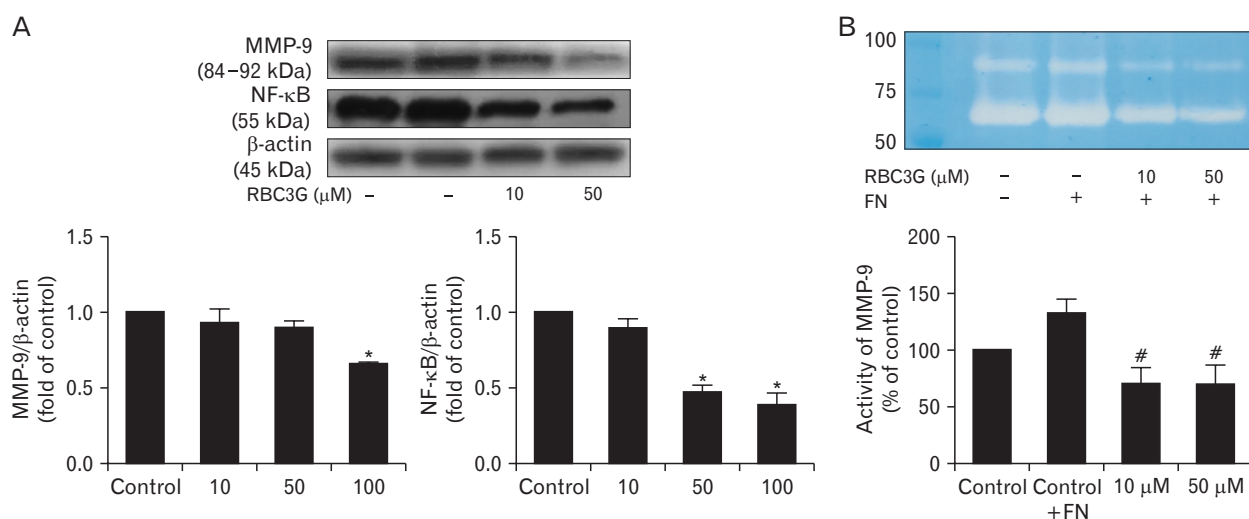 A
MMP-9
(84–92 kDa)
NF-κB
(55 kDa)
β-actin
(45 kDa)
RBC3G (μM) – – 10 50
1.5
1.0
0.5
0.0
MMP-9/β-actin
(fold of control)
*
Control 10 50 100
1.5
1.0
0.5
0.0
NF-κB/β-actin
(fold of control)
* *
Control 10 50 100
B
100
75
50
RBC3G (μM) – – 10 50
FN – + + +
200
150
100
50
0
Activity of MMP-9
(% of control)
# #
Control Control 10 μM 50 μM
+FN